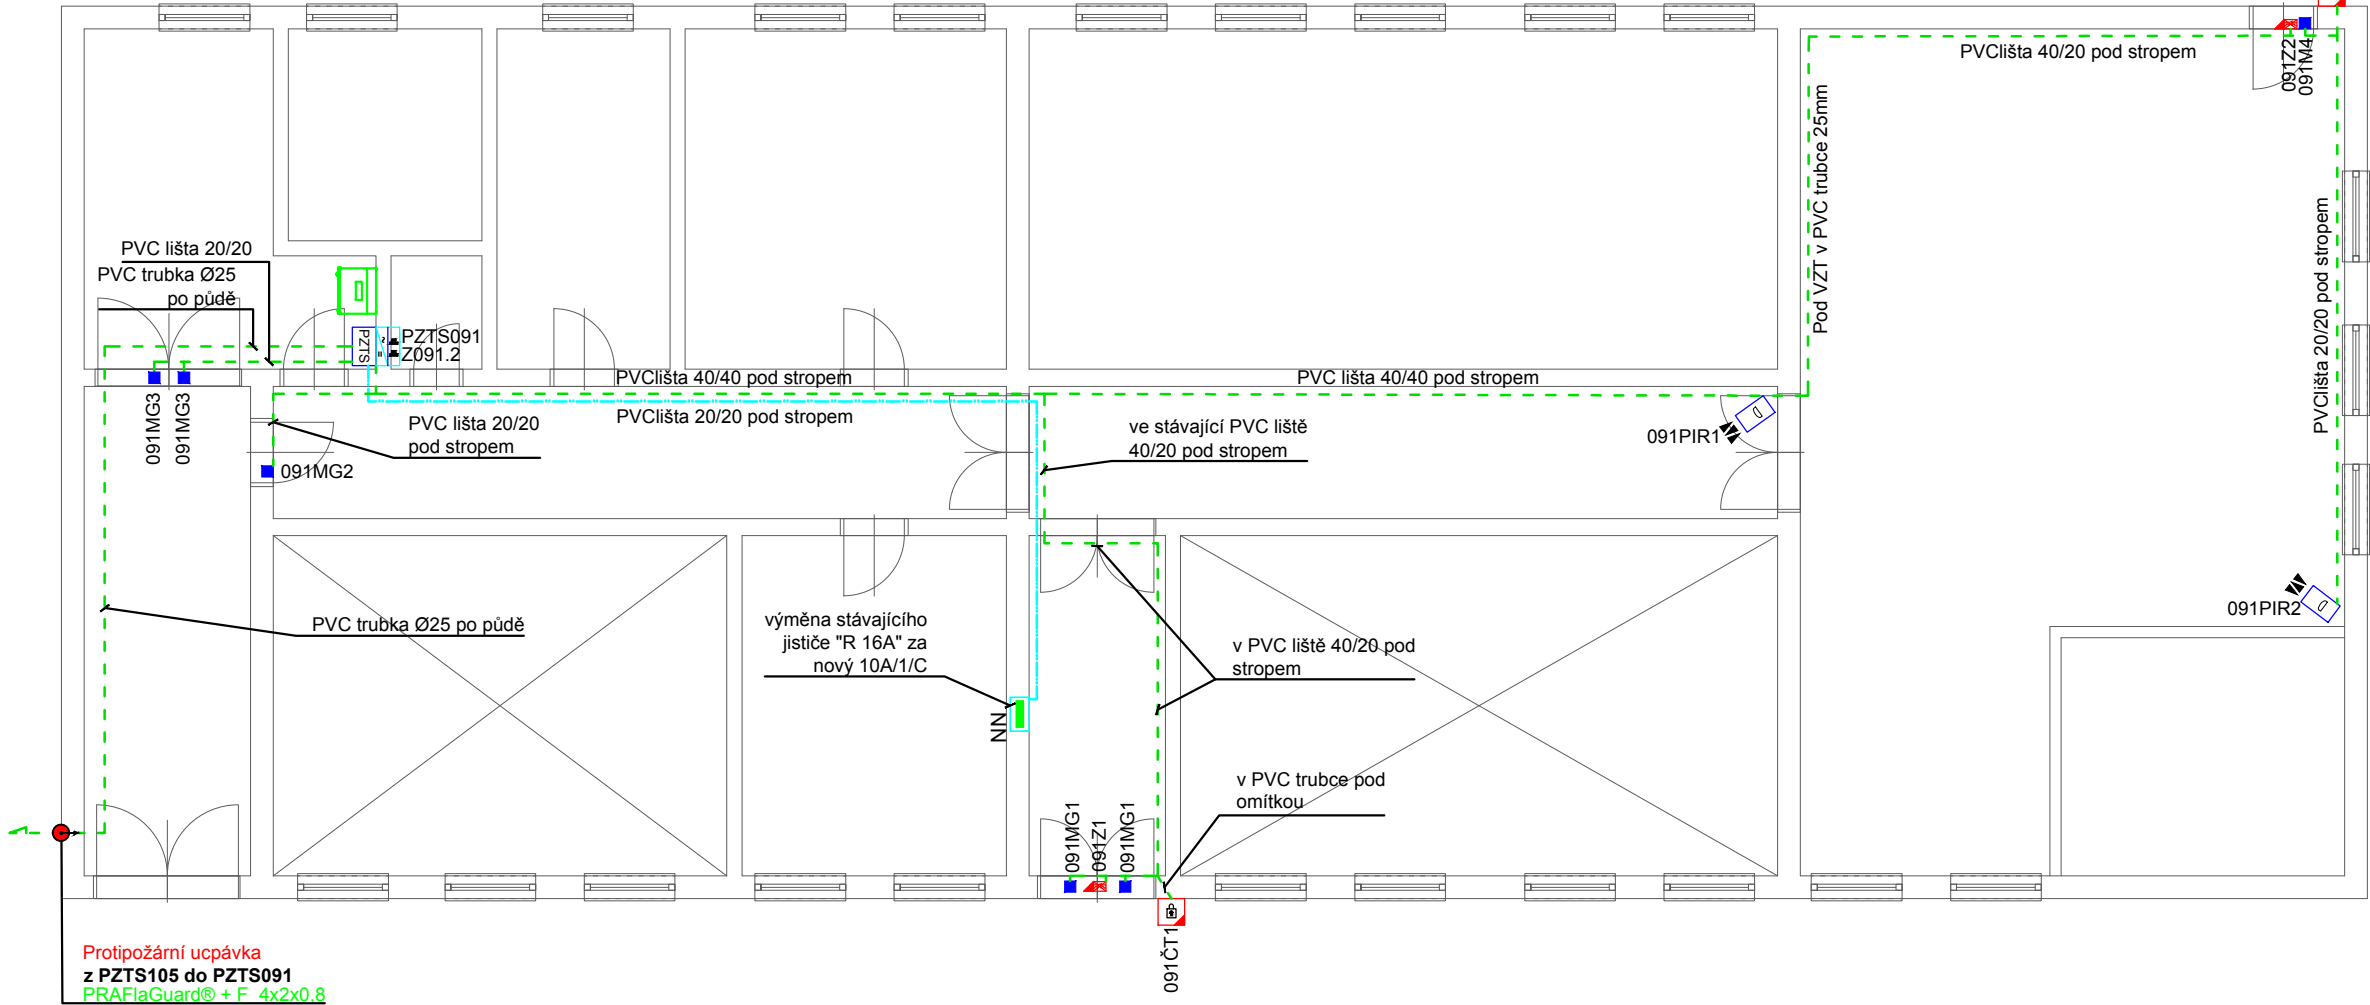 PVClišta 40/20 pod stropem
091Z2
091M4
Pod VZT v PVC trubce 25mm
PVClišta 20/20 pod stropem
PVC lišta 20/20
PVC trubka Ø25
po půdě
PZTS
PZTS091
Z091.2
091MG3
091MG3
PVClišta 40/40 pod stropem
PVC lišta 40/40 pod stropem
PVClišta 20/20 pod stropem
PVC lišta 20/20
pod stropem
091MG2
ve stávající PVC liště
40/20 pod stropem
091PIR1
091PIR2
PVC trubka Ø25 po půdě
výměna stávajícího
jističe "R 16A" za
nový 10A/1/C
NN
v PVC liště 40/20 pod
stropem
v PVC trubce pod
omítkou
091MG1
091Z1
091MG1
091ČT1
Protipožární ucpávka
z PZTS105 do PZTS091
PRAFlaGuard® + F 4x2x0,8